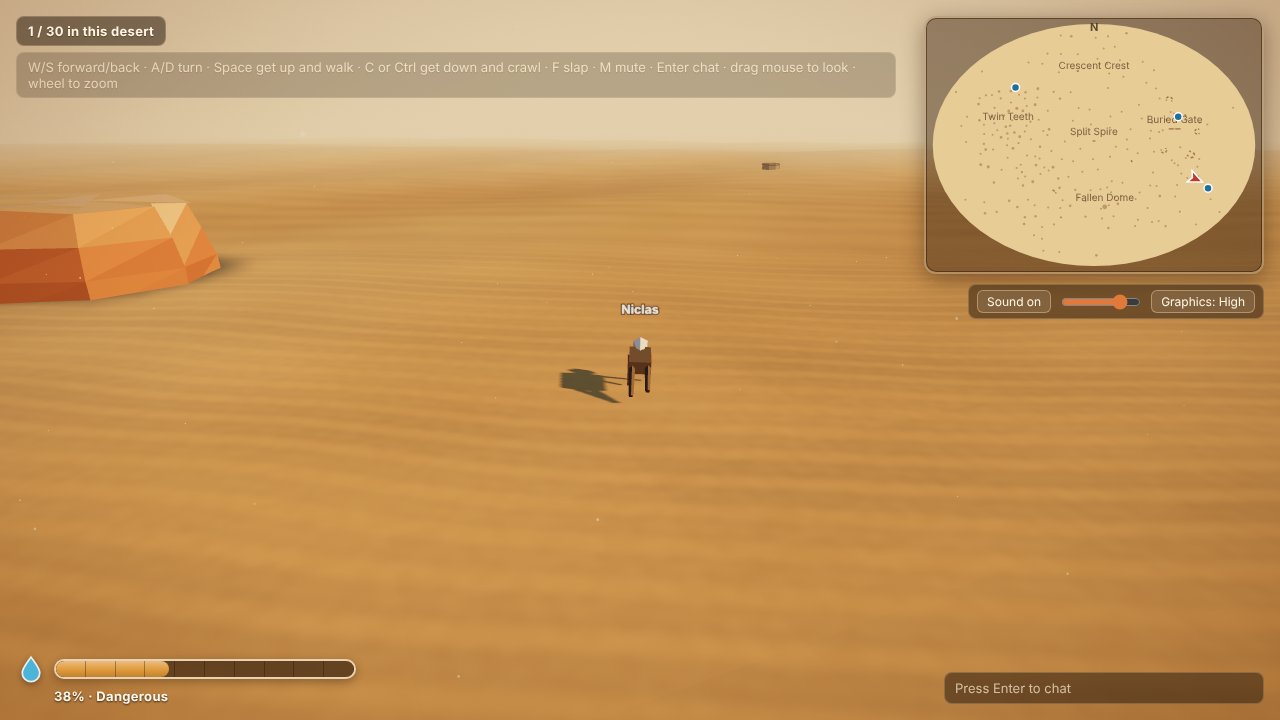 1 / 30 in this desert
W/S forward/back · A/D turn · Space get up and walk · C or Ctrl get down and crawl · F slap · M mute · Enter chat · drag mouse to look ·
wheel to zoom
N
Crescent Crest
Twin Teeth
Buried Gate
Split Spire
Fallen Dome
Sound on
Graphics: High
Niclas
38% · Dangerous
Press Enter to chat